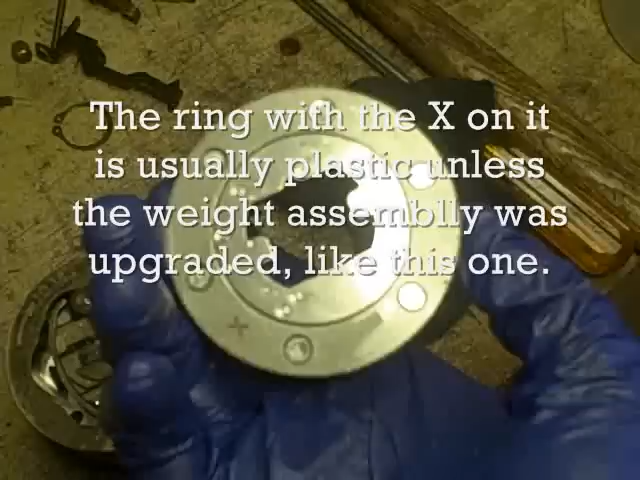 The ring with the X on it
is usually plastic unless
the weight assemblly was
upgraded, like this one.
X